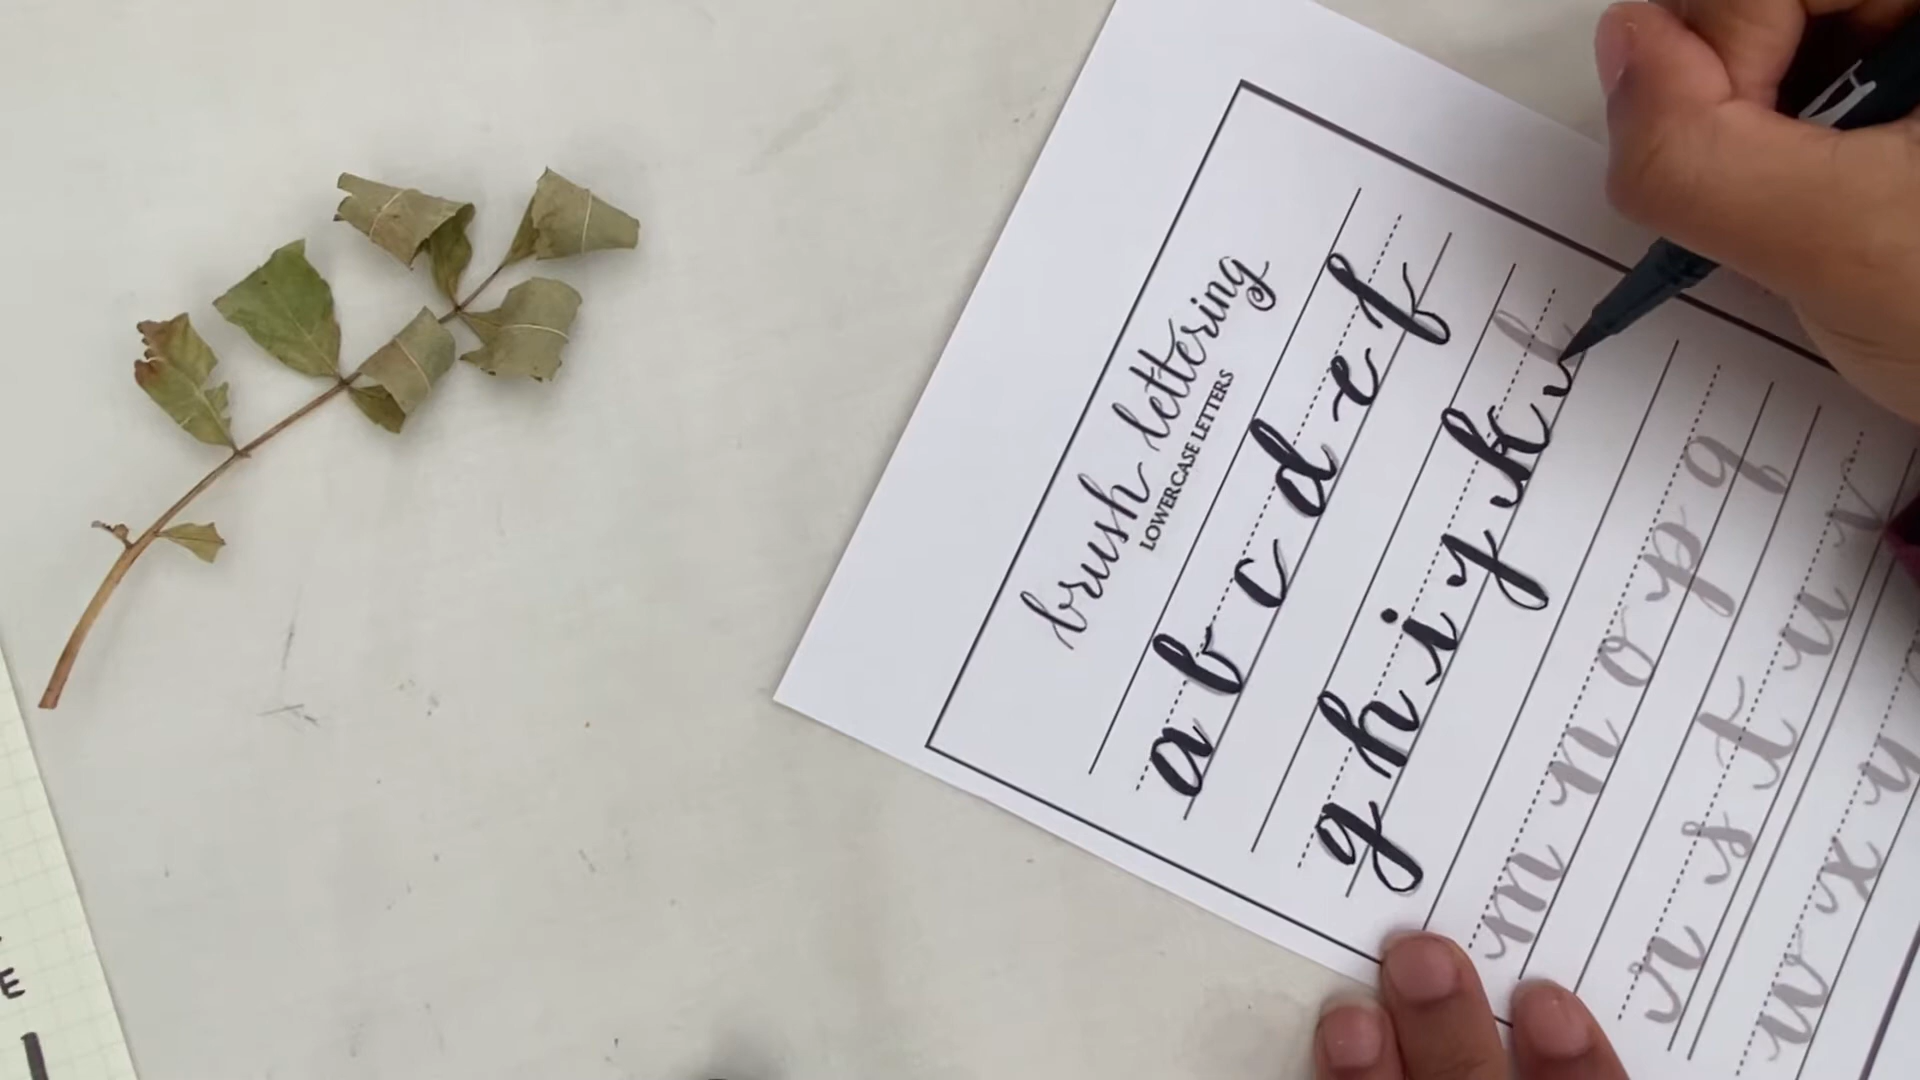 brush lettering
LOWERCASE LETTERS
a b c d e f
g h i y k l
m n o p q
r s t u v
w x y
E